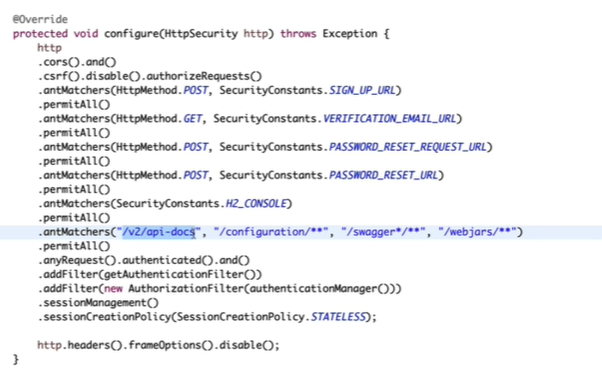 @Override
protected void configure(HttpSecurity http) throws Exception {
http
.cors().and()
.csrf().disable().authorizeRequests()
.antMatchers(HttpMethod.POST, SecurityConstants.SIGN_UP_URL)
.permitAll()
.antMatchers(HttpMethod.GET, SecurityConstants.VERIFICATION_EMAIL_URL)
.permitAll()
.antMatchers(HttpMethod.POST, SecurityConstants.PASSWORD_RESET_REQUEST_URL)
.permitAll()
.antMatchers(HttpMethod.POST, SecurityConstants.PASSWORD_RESET_URL)
.permitAll()
.antMatchers(SecurityConstants.H2_CONSOLE)
.permitAll()
.antMatchers("/v2/api-docs", "/configuration/**", "/swagger*/**", "/webjars/**")
.permitAll()
.anyRequest().authenticated().and()
.addFilter(getAuthenticationFilter())
.addFilter(new AuthorizationFilter(authenticationManager()))
.sessionManagement()
.sessionCreationPolicy(SessionCreationPolicy.STATELESS);
http.headers().frameOptions().disable();
}